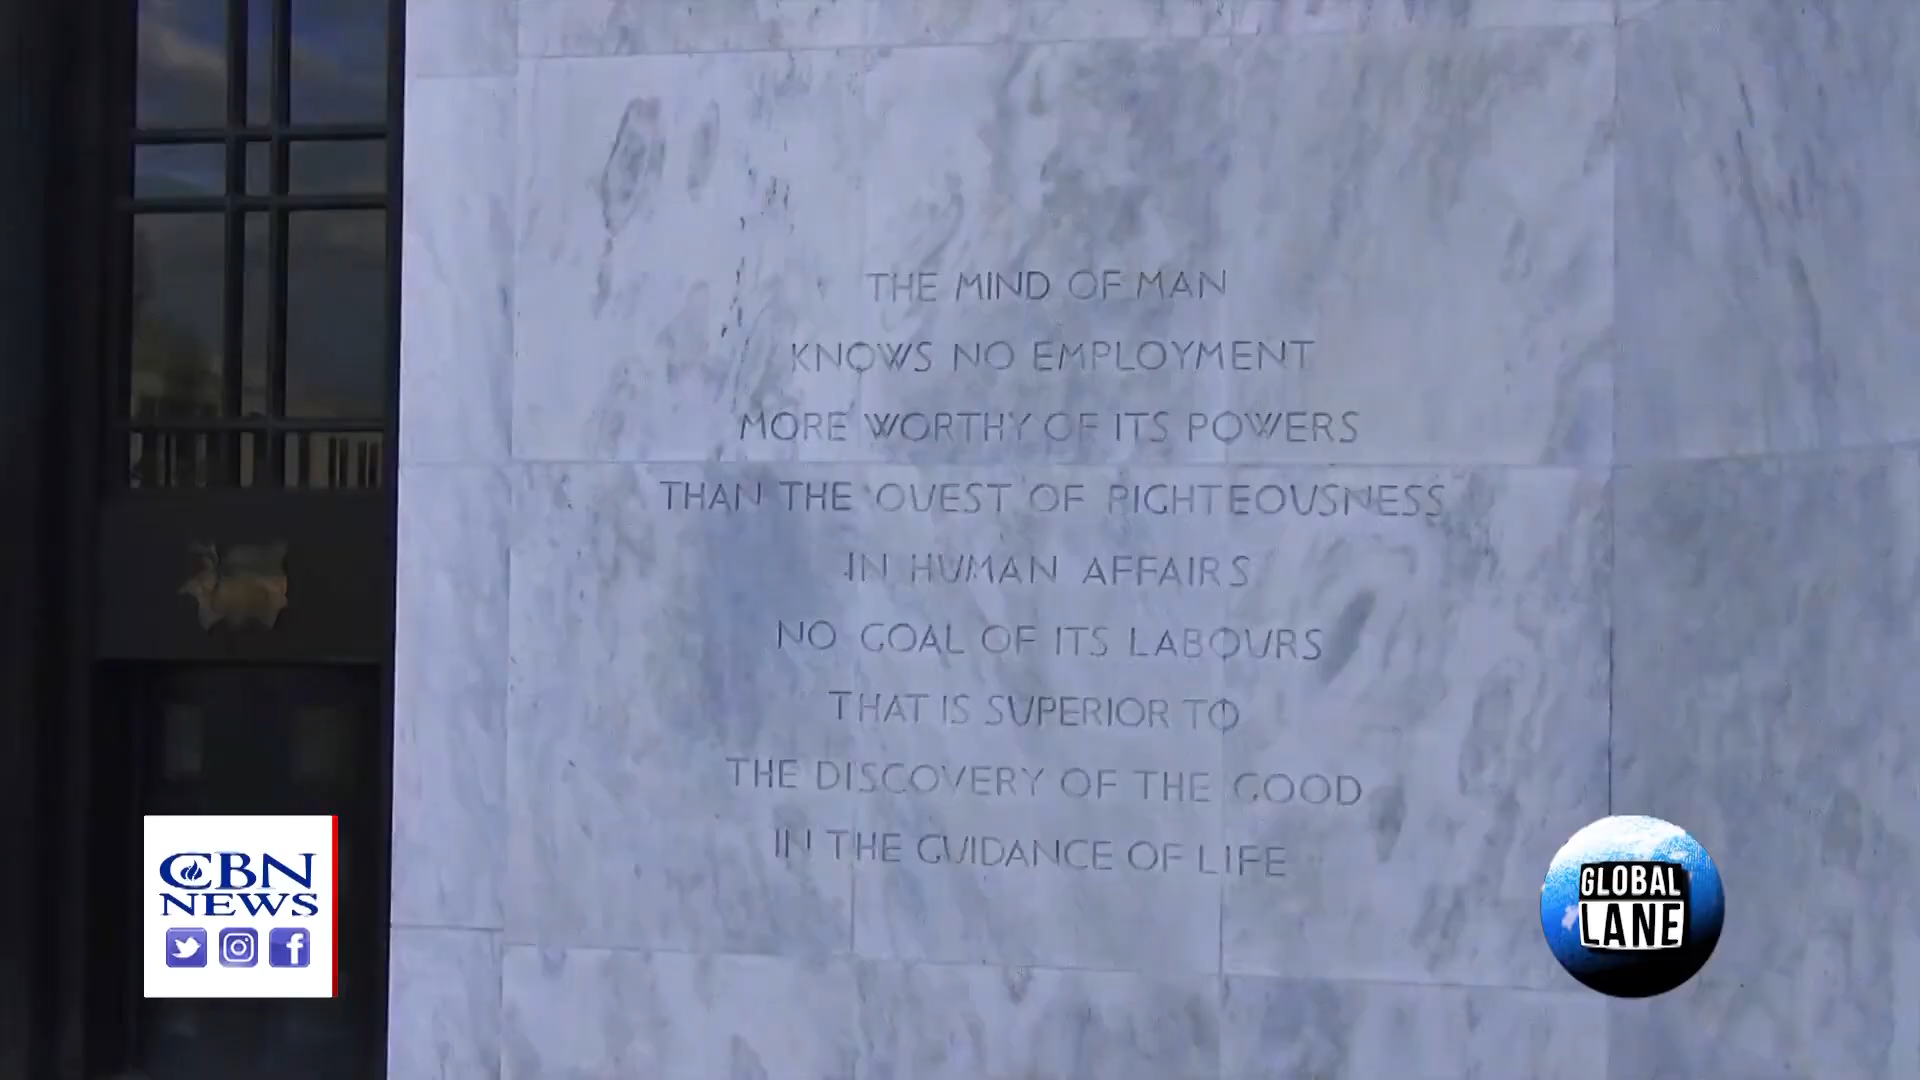 THE MIND OF MAN
KNOWS NO EMPLOYMENT
MORE WORTHY OF ITS POWERS
THAN THE QUEST OF RIGHTEOUSNESS
IN HUMAN AFFAIRS
NO GOAL OF ITS LABOURS
THAT IS SUPERIOR TO
THE DISCOVERY OF THE GOOD
IN THE GUIDANCE OF LIFE
CBN
NEWS
GLOBAL
LANE